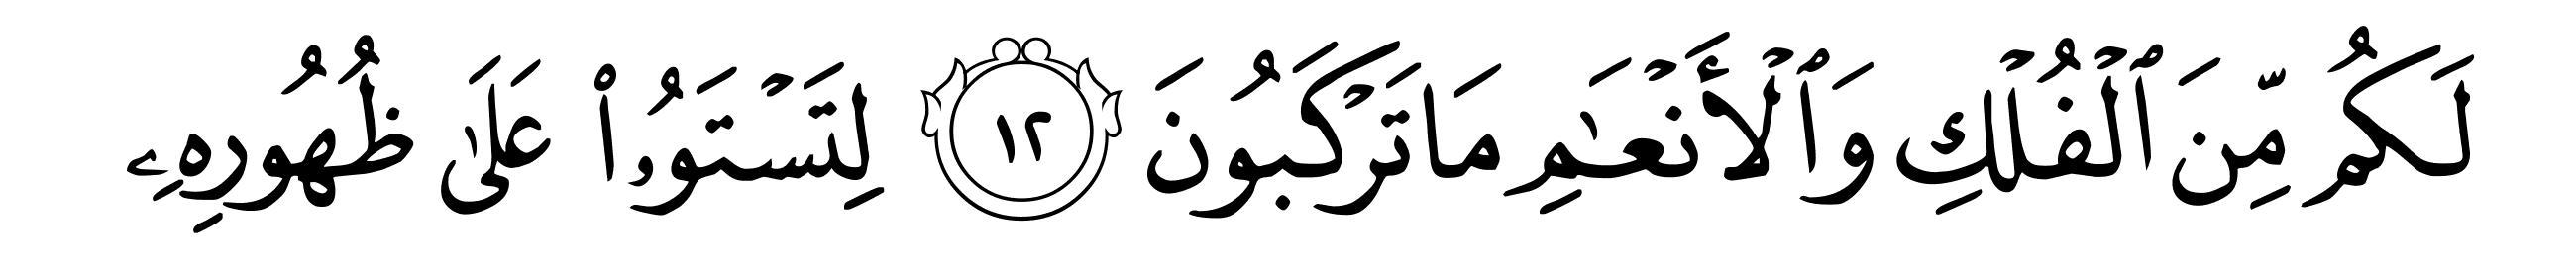 لَكُم مِّنَ ٱلْفُلْكِ وَٱلْأَنْعَـٰمِ مَا تَرْكَبُونَ ١٢ لِتَسْتَوُۥا۟ عَلَىٰ ظُهُورِهِۦ